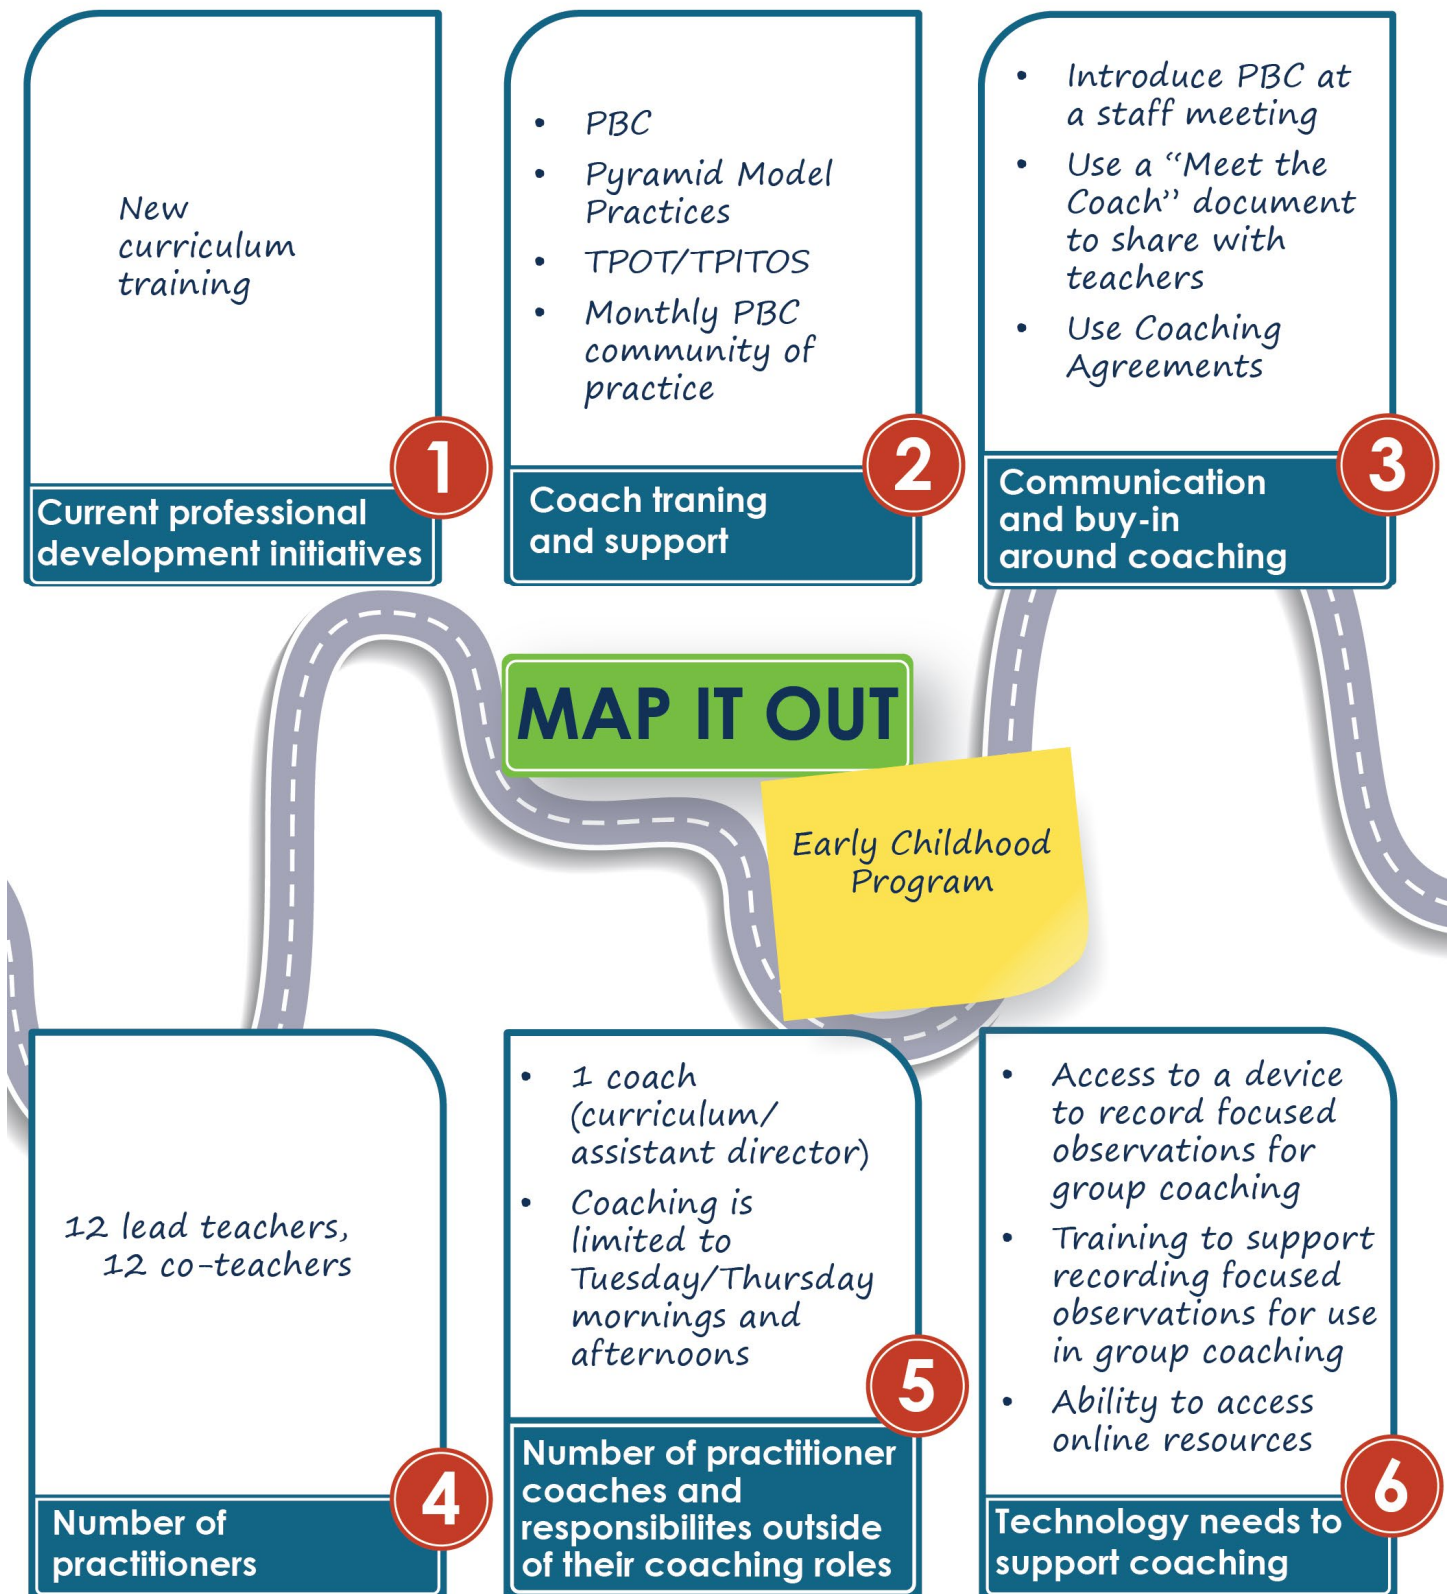 New
curriculum
training
1
Current professional
development initiatives
• PBC
• Pyramid Model
Practices
• TPOT/TPITOS
• Monthly PBC
community of
practice
2
Coach traning
and support
• Introduce PBC at
a staff meeting
• Use a “Meet the
Coach” document
to share with
teachers
• Use Coaching
Agreements
3
Communication
and buy-in
around coaching
MAP IT OUT
Early Childhood
Program
12 lead teachers,
12 co-teachers
4
Number of
practitioners
• 1 coach
(curriculum/
assistant director)
• Coaching is
limited to
Tuesday/Thursday
mornings and
afternoons
5
Number of practitioner
coaches and
responsibilites outside
of their coaching roles
• Access to a device
to record focused
observations for
group coaching
• Training to support
recording focused
observations for use
in group coaching
• Ability to access
online resources
6
Technology needs to
support coaching